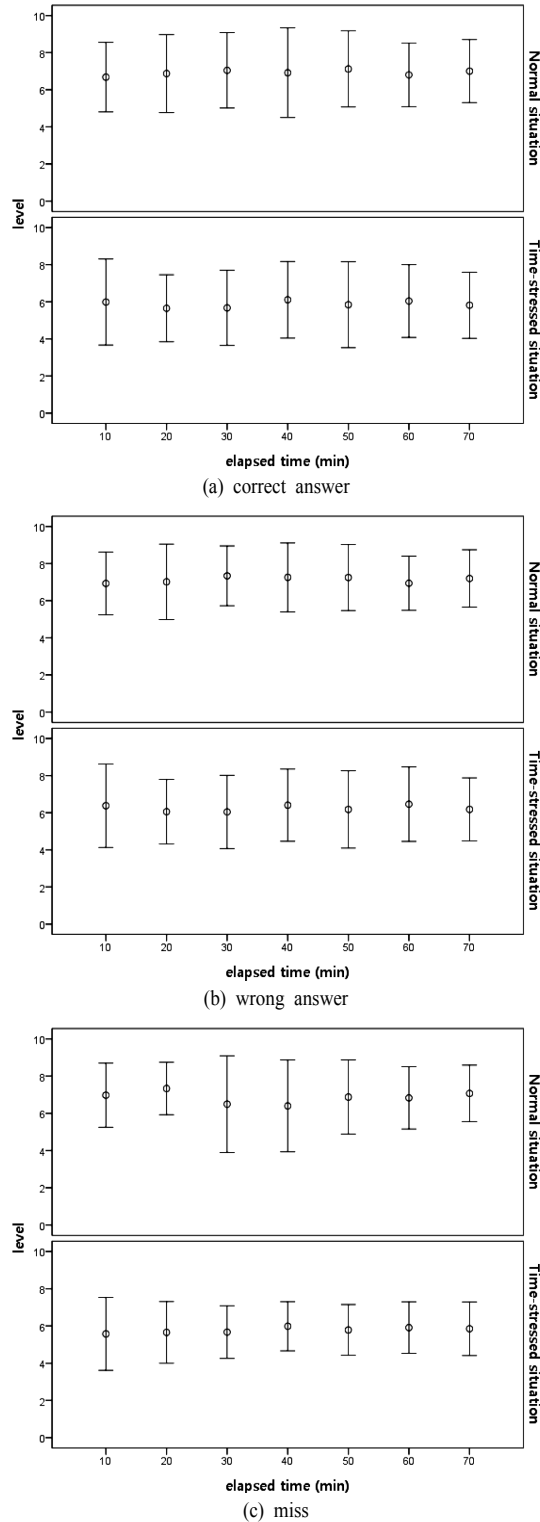 10
8
6
4
2
0
Normal situation
level
10
8
6
4
2
0
Time-stressed situation
10 20 30 40 50 60 70
elapsed time (min)
(a) correct answer
10
8
6
4
2
0
Normal situation
level
10
8
6
4
2
0
Time-stressed situation
10 20 30 40 50 60 70
elapsed time (min)
(b) wrong answer
10
8
6
4
2
0
Normal situation
level
10
8
6
4
2
0
Time-stressed situation
10 20 30 40 50 60 70
elapsed time (min)
(c) miss